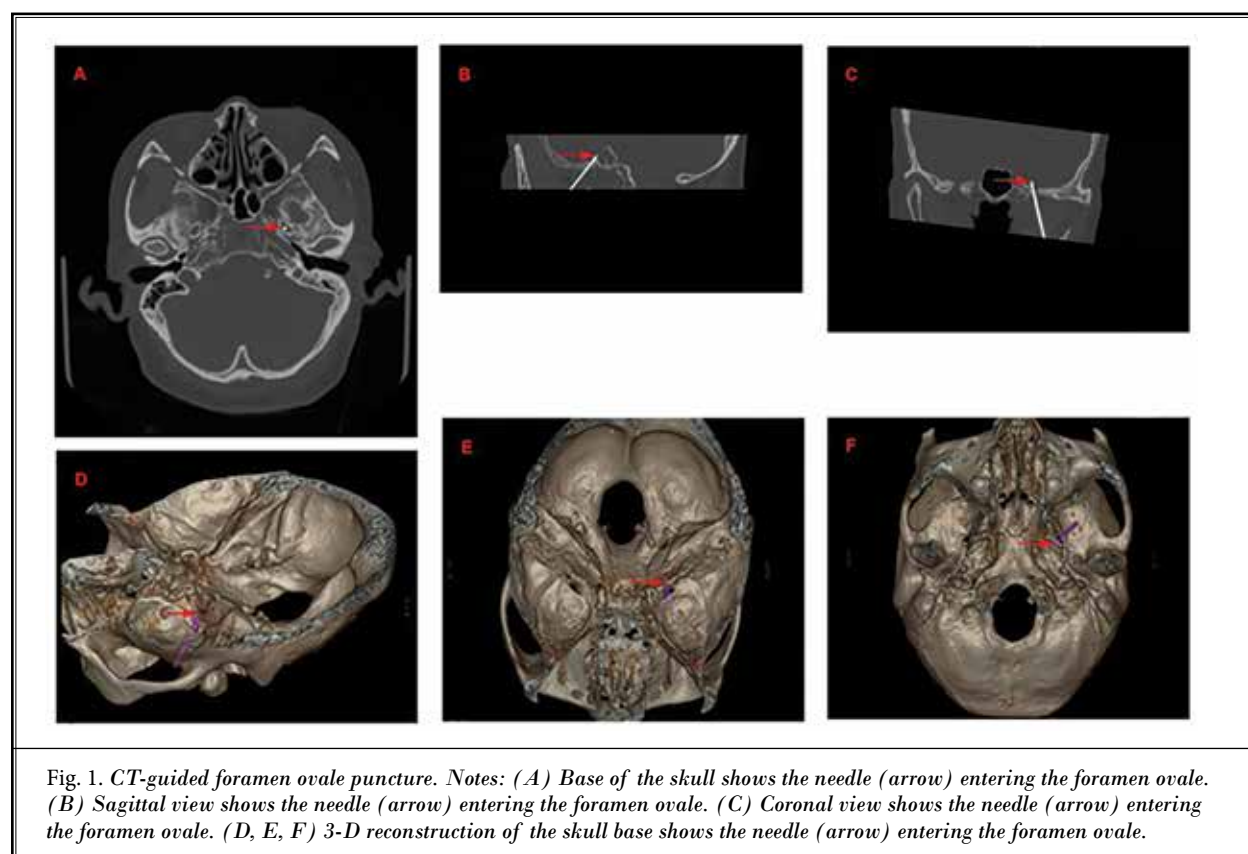 A
B
C
D
E
F
Fig. 1. CT-guided foramen ovale puncture. Notes: (A) Base of the skull shows the needle (arrow) entering the foramen ovale.
(B) Sagittal view shows the needle (arrow) entering the foramen ovale. (C) Coronal view shows the needle (arrow) entering
the foramen ovale. (D, E, F) 3-D reconstruction of the skull base shows the needle (arrow) entering the foramen ovale.